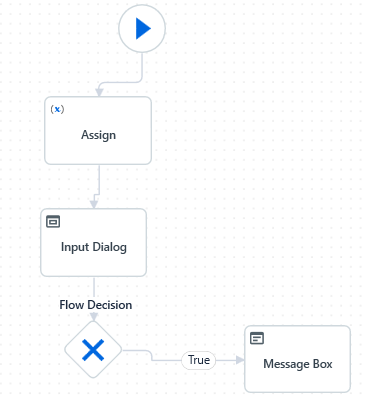 (x)
Assign
Input Dialog
Flow Decision
True
Message Box